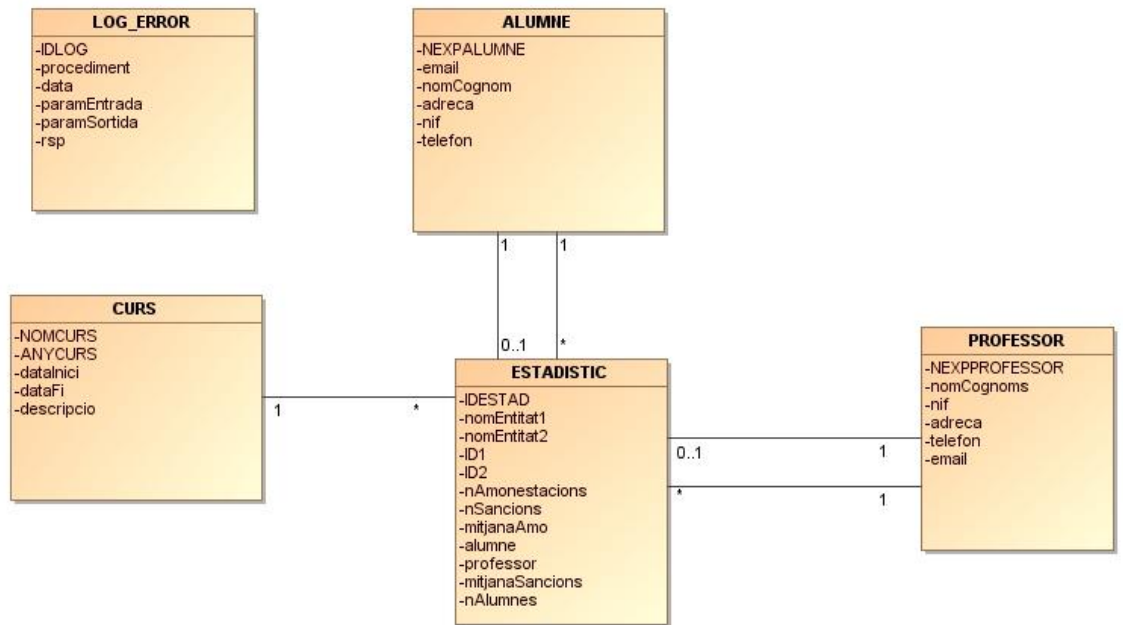 LOG_ERROR
-IDLOG
-procediment
-data
-paramEntrada
-paramSortida
-rsp
ALUMNE
-NEXPALUMNE
-email
-nomCognom
-adreca
-nif
-telefon
1
1
0..1
*
CURS
-NOMCURS
-ANYCURS
-dataInici
-dataFi
-descripcio
1
*
ESTADISTIC
-IDESTAD
-nomEntitat1
-nomEntitat2
-ID1
-ID2
-nAmonestacions
-nSancions
-mitjanaAmo
-alumne
-professor
-mitjanaSancions
-nAlumnes
0..1
1
*
1
PROFESSOR
-NEXPPROFESSOR
-nomCognoms
-nif
-adreca
-telefon
-email